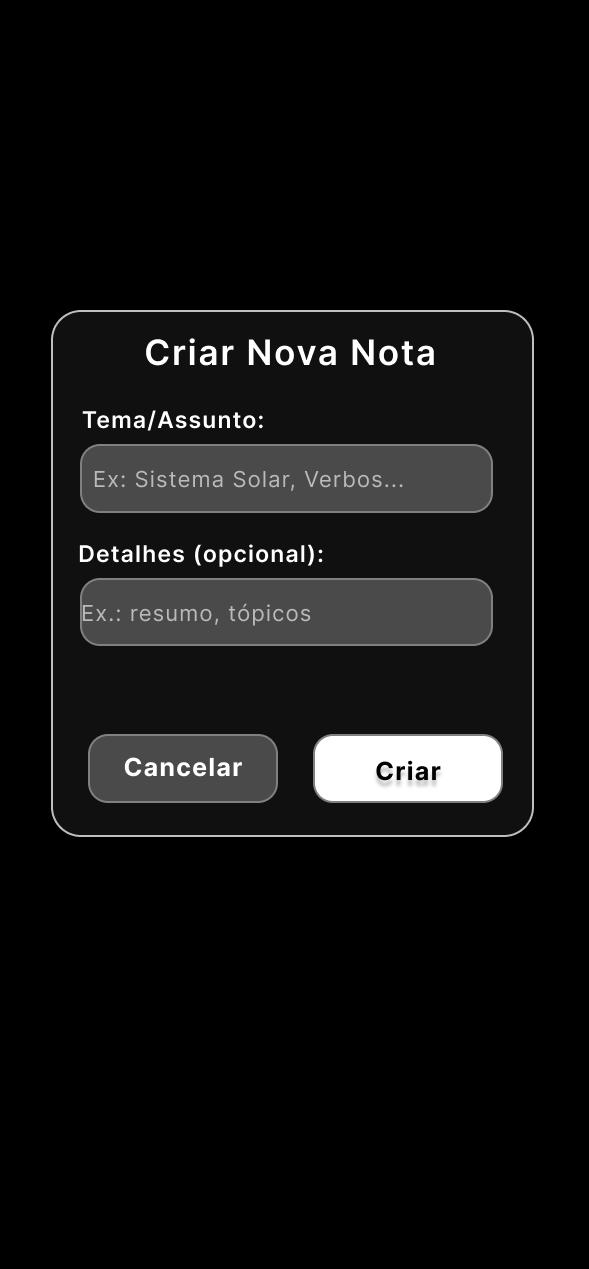 Criar Nova Nota
Tema/Assunto:
Ex: Sistema Solar, Verbos...
Detalhes (opcional):
Ex.: resumo, tópicos
Cancelar
Criar